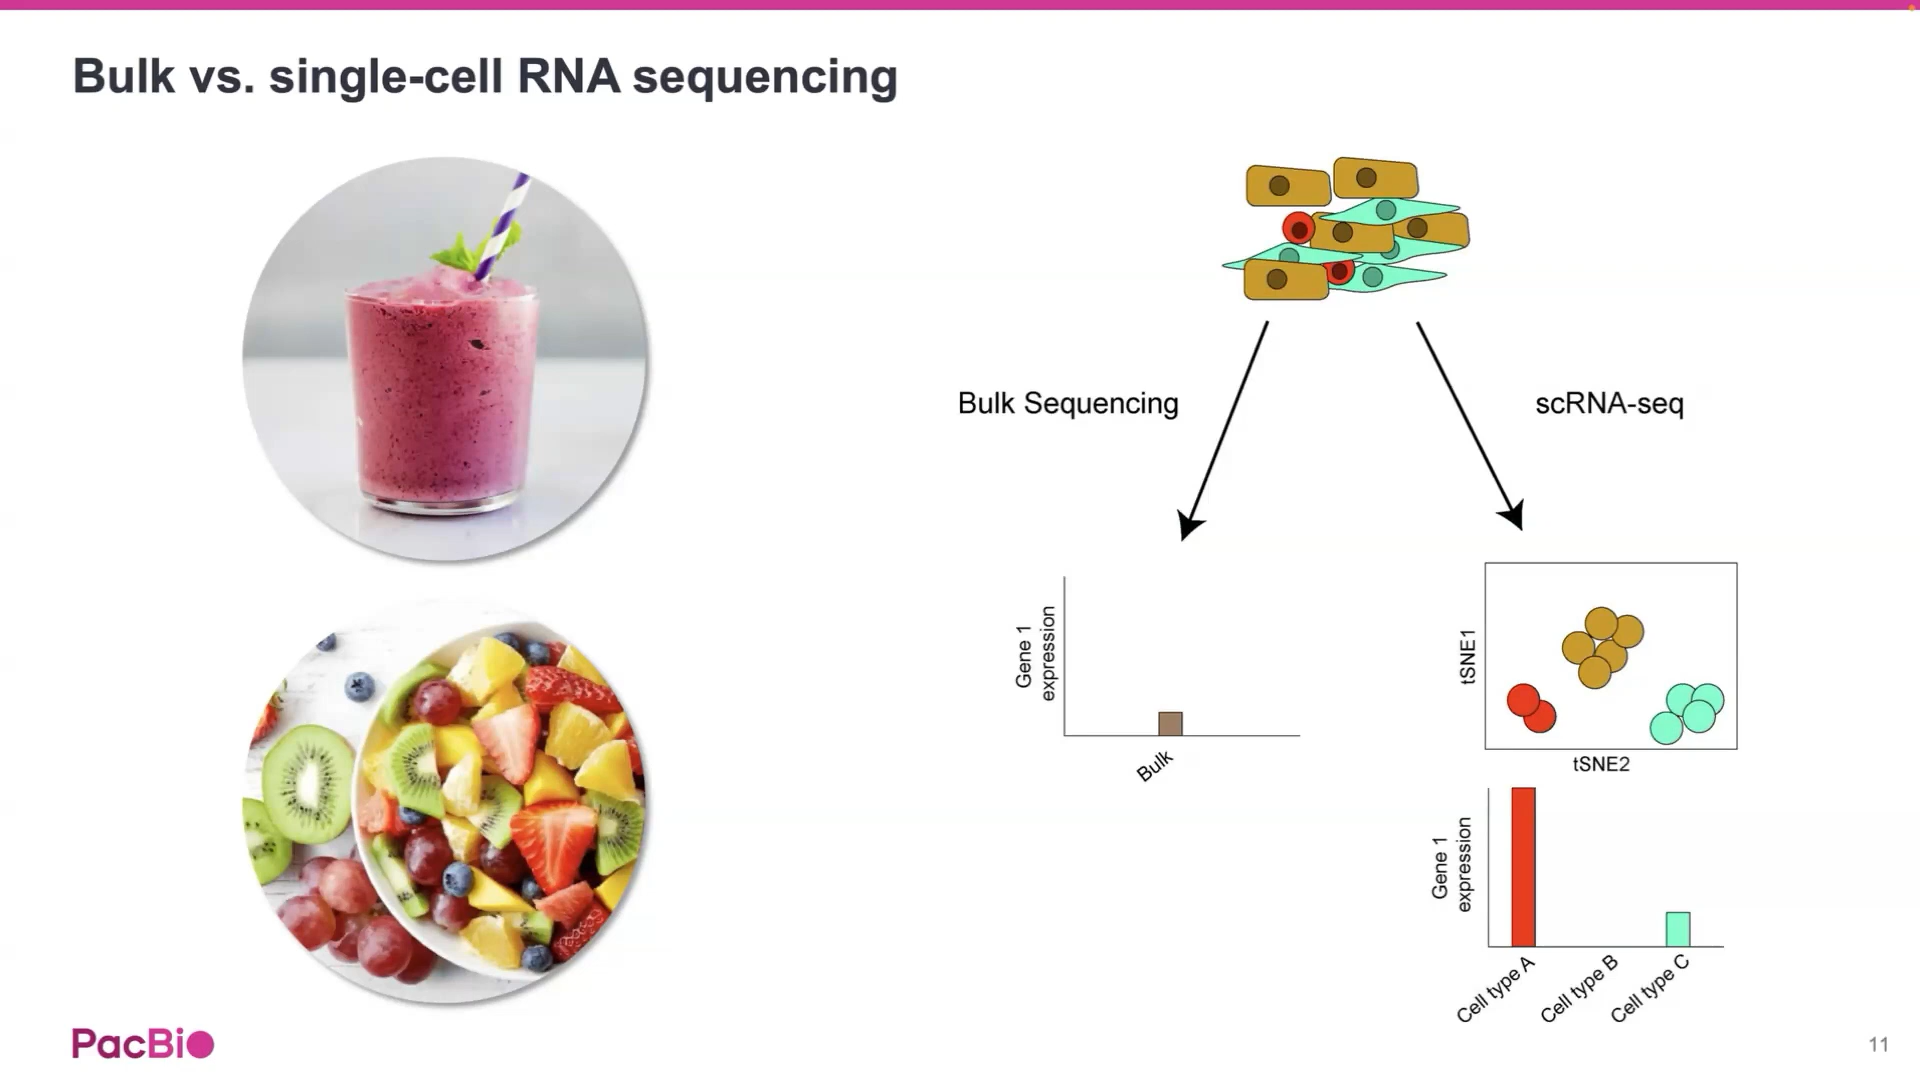 Bulk vs. single-cell RNA sequencing
Bulk Sequencing
scRNA-seq
Gene 1
expression
Bulk
tSNE1
tSNE2
Gene 1
expression
Cell type A
Cell type B
Cell type C
PacBio
11